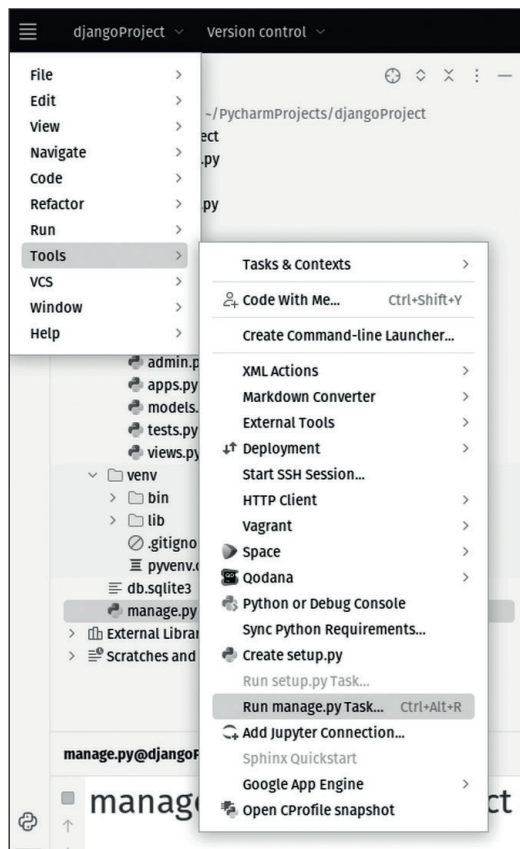 djangoProject Version control
File
Edit
View
Navigate
Code
Refactor
Run
Tools
VCS
Window
Help
~/PycharmProjects/djangoProject
ect
.py
.py
admin.p
apps.py
models.
tests.py
views.py
venv
bin
lib
.gitigno
pyvenv.c
db.sqlite3
manage.py
External Librar
Scratches and
Tasks & Contexts
Code With Me... Ctrl+Shift+Y
Create Command-line Launcher...
XML Actions
Markdown Converter
External Tools
Deployment
Start SSH Session...
HTTP Client
Vagrant
Space
Qodana
Python or Debug Console
Sync Python Requirements...
Create setup.py
Run setup.py Task...
Run manage.py Task... Ctrl+Alt+R
Add Jupyter Connection...
Sphinx Quickstart
Google App Engine
Open CProfile snapshot
manage.py@djangoP
manag ct